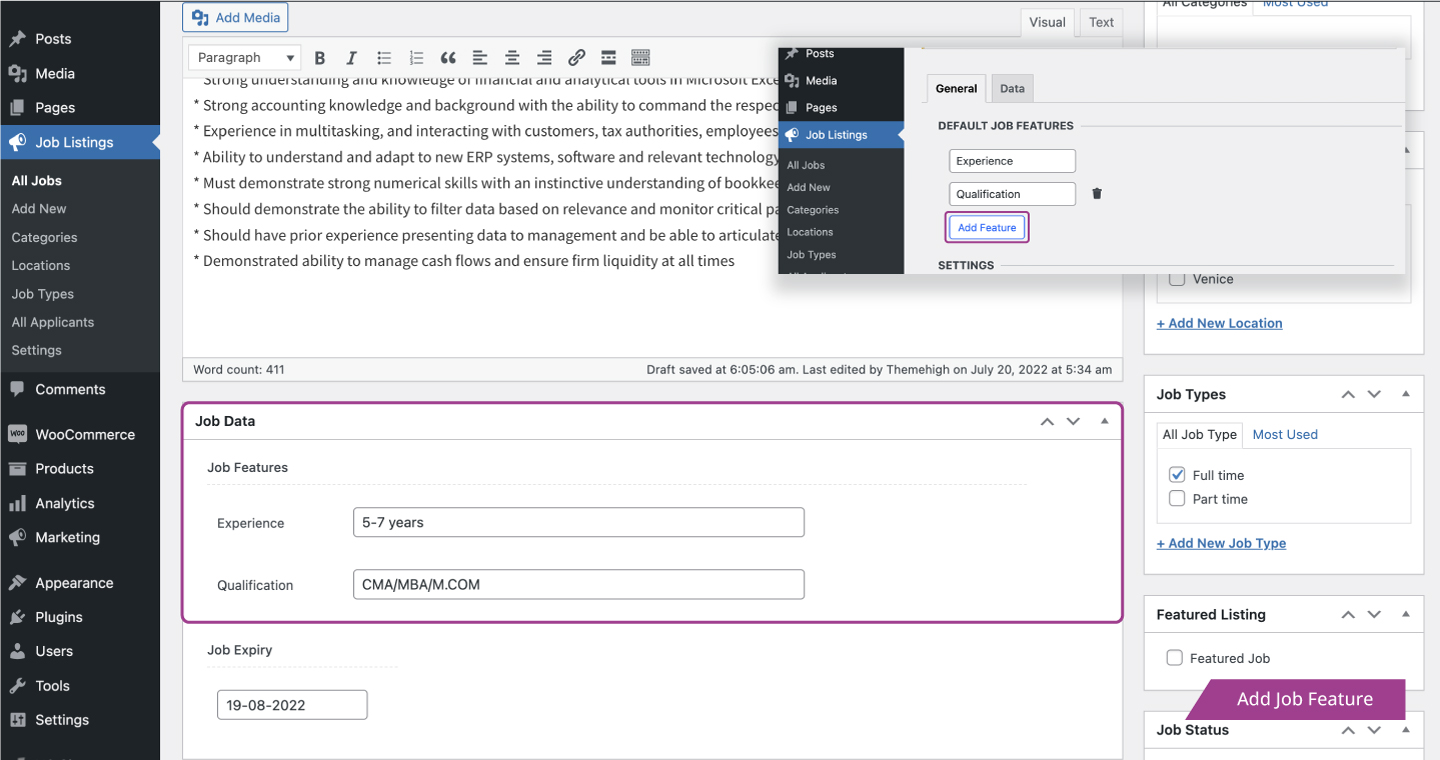 Posts
Media
Pages
Job Listings
All Jobs
Add New
Categories
Locations
Job Types
All Applicants
Settings
Comments
WooCommerce
Products
Analytics
Marketing
Appearance
Plugins
Users
Tools
Settings
Add Media
Visual
Text
Paragraph
* Strong understanding and knowledge of financial and analytical tools in Microsoft Exce
* Strong accounting knowledge and background with the ability to command the respec
* Experience in multitasking, and interacting with customers, tax authorities, employees
* Ability to understand and adapt to new ERP systems, software and relevant technology
* Must demonstrate strong numerical skills with an instinctive understanding of bookkee
* Should demonstrate the ability to filter data based on relevance and monitor critical pa
* Should have prior experience presenting data to management and be able to articulate
* Demonstrated ability to manage cash flows and ensure firm liquidity at all times
Word count: 411
Draft saved at 6:05:06 am. Last edited by Themehigh on July 20, 2022 at 5:34 am
Job Data
Job Features
Experience
5-7 years
Qualification
CMA/MBA/M.COM
Job Expiry
19-08-2022
Posts
Media
Pages
Job Listings
All Jobs
Add New
Categories
Locations
Job Types
General
Data
DEFAULT JOB FEATURES
Experience
Qualification
Add Feature
SETTINGS
All Categories
Most Used
Venice
+ Add New Location
Job Types
All Job Type
Most Used
Full time
Part time
+ Add New Job Type
Featured Listing
Featured Job
Add Job Feature
Job Status